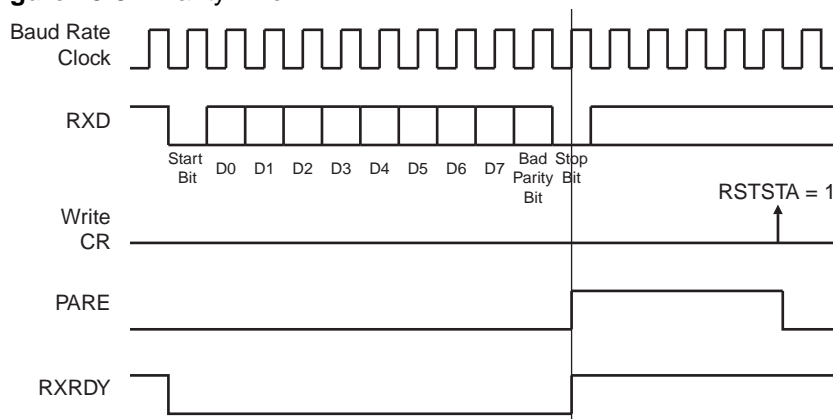 Baud Rate
Clock
RXD
Start
Bit
D0
D1
D2
D3
D4
D5
D6
D7
Bad
Parity
Bit
Stop
Bit
RSTSTA = 1
Write
CR
PARE
RXRDY